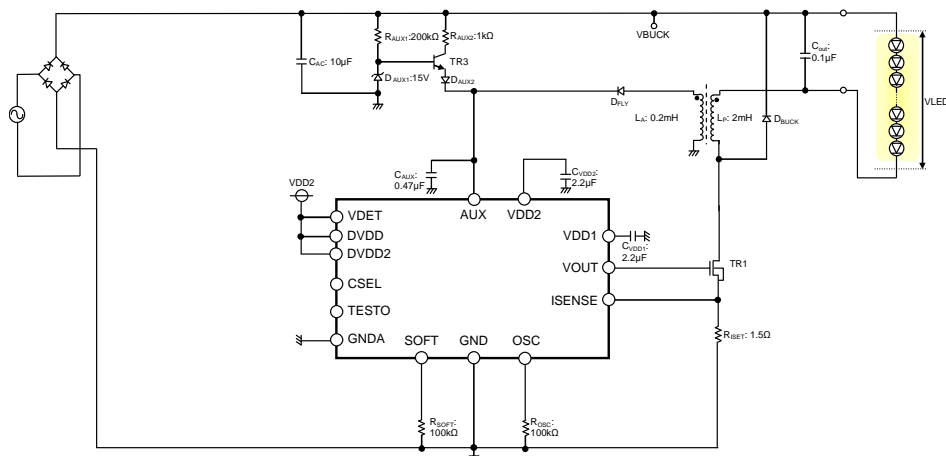 RAUX1:200kΩ
RAUX2:1kΩ
VBUCK
CAC: 10µF
TR3
Cout:
0.1µF
DAUX1:15V
DAUX2
VLED
DFLY
LA: 0.2mH
LP: 2mH
DBUCK
CAUX:
0.47µF
CVDD2:
2.2µF
VDD2
AUX
VDD2
VDET
DVDD
DVDD2
CSEL
TESTO
GNDA
VDD1
CVDD1:
2.2µF
VOUT
TR1
ISENSE
RISET: 1.5Ω
SOFT
GND
OSC
RSOFT:
100kΩ
ROSC:
100kΩ